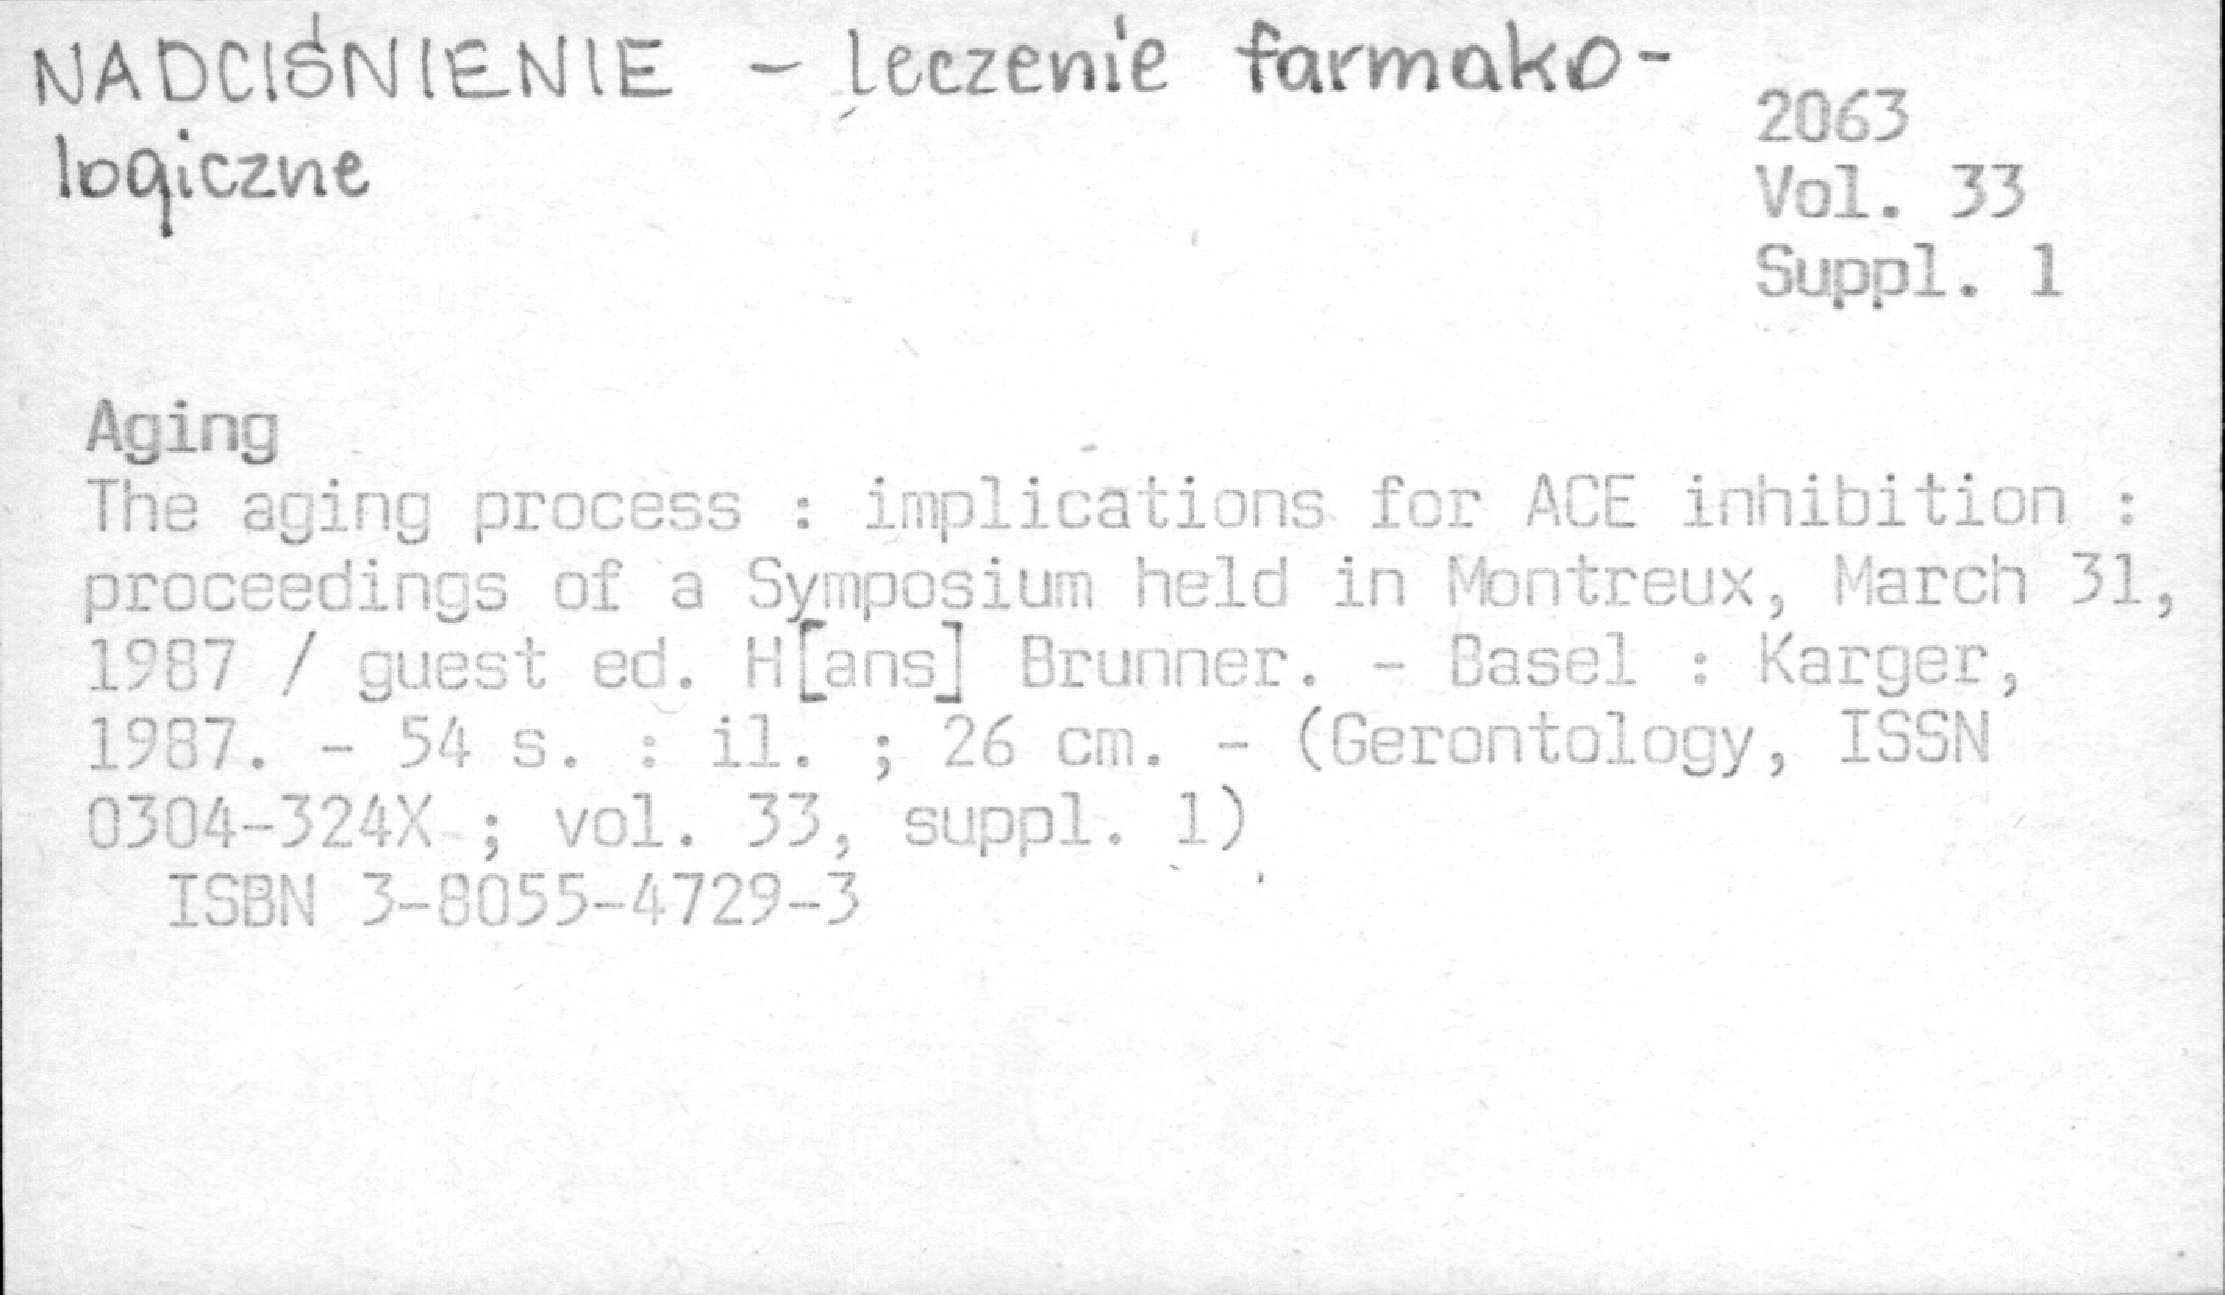 NADCIŚNIENIE - leczenie farmako-
logiczne
2063
Vol. 33
Suppl. 1
Aging
The aging process : implications for ACE inhibition :
proceedings of a Symposium held in Montreux, March 31,
1987 / guest ed. H[ans] Brunner. - Basel : Karger,
1987. - 54 s. : il. ; 26 cm. - (Gerontology, ISSN
0304-324X ; vol. 33, suppl. 1)
ISBN 3-8055-4729-3